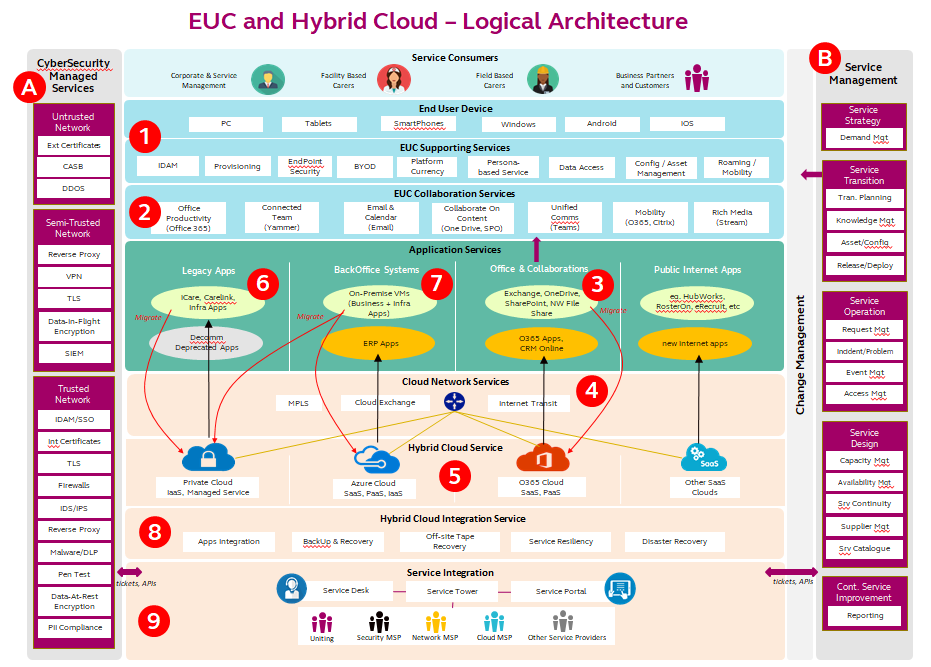 EUC and Hybrid Cloud – Logical Architecture
A
CyberSecurity
Managed
Services
Untrusted
Network
Ext Certificates
CASB
DDOS
Semi-Trusted
Network
Reverse Proxy
VPN
TLS
Data-In-Flight
Encryption
SIEM
Trusted
Network
IDAM/SSO
Int Certificates
TLS
Firewalls
IDS/IPS
Reverse Proxy
Malware/DLP
Pen Test
Data-At-Rest
Encryption
PII Compliance
tickets, APIs
Service Consumers
Corporate & Service
Management
Facility Based
Carers
Field Based
Carers
Business Partners
and Customers
1
End User Device
PC
Tablets
SmartPhones
Windows
Android
IOS
EUC Supporting Services
IDAM
Provisioning
EndPoint
Security
BYOD
Platform
Currency
Persona-
based Service
Data Access
Config / Asset
Management
Roaming /
Mobility
2
EUC Collaboration Services
Office
Productivity
(Office 365)
Connected
Team
(Yammer)
Email &
Calendar
(Email)
Collaborate On
Content
(One Drive, SPO)
Unified
Comms
(Teams)
Mobility
(O365, Citrix)
Rich Media
(Stream)
Application Services
Legacy Apps
6
ICare, Carelink,
Infra Apps
Migrate
Decomm
Deprecated Apps
BackOffice Systems
7
On-Premise VMs
(Business + Infra
Apps)
Migrate
ERP Apps
Office & Collaborations
3
Exchange, OneDrive,
SharePoint, NW File
Share
Migrate
O365 Apps,
CRM Online
Public Internet Apps
eg. HubWorks,
RosterOn, eRecruit, etc
new internet apps
Cloud Network Services
4
MPLS
Cloud Exchange
Internet Transit
Hybrid Cloud Service
5
Private Cloud
IaaS, Managed Service
Azure Cloud
SaaS, PaaS, IaaS
O365 Cloud
SaaS, PaaS
SaaS
Other SaaS
Clouds
8
Hybrid Cloud Integration Service
Apps Integration
BackUp & Recovery
Off-site Tape
Recovery
Service Resiliency
Disaster Recovery
9
Service Integration
Service Desk
Service Tower
Service Portal
Uniting
Security MSP
Network MSP
Cloud MSP
Other Service Providers
Change Management
tickets, APIs
B
Service
Management
Service
Strategy
Demand Mgt
Service
Transition
Tran. Planning
Knowledge Mgt
Asset/Config
Release/Deploy
Service
Operation
Request Mgt
Incident/Problem
Event Mgt
Access Mgt
Service
Design
Capacity Mgt
Availability Mgt
Srv Continuity
Supplier Mgt
Srv Catalogue
Cont. Service
Improvement
Reporting